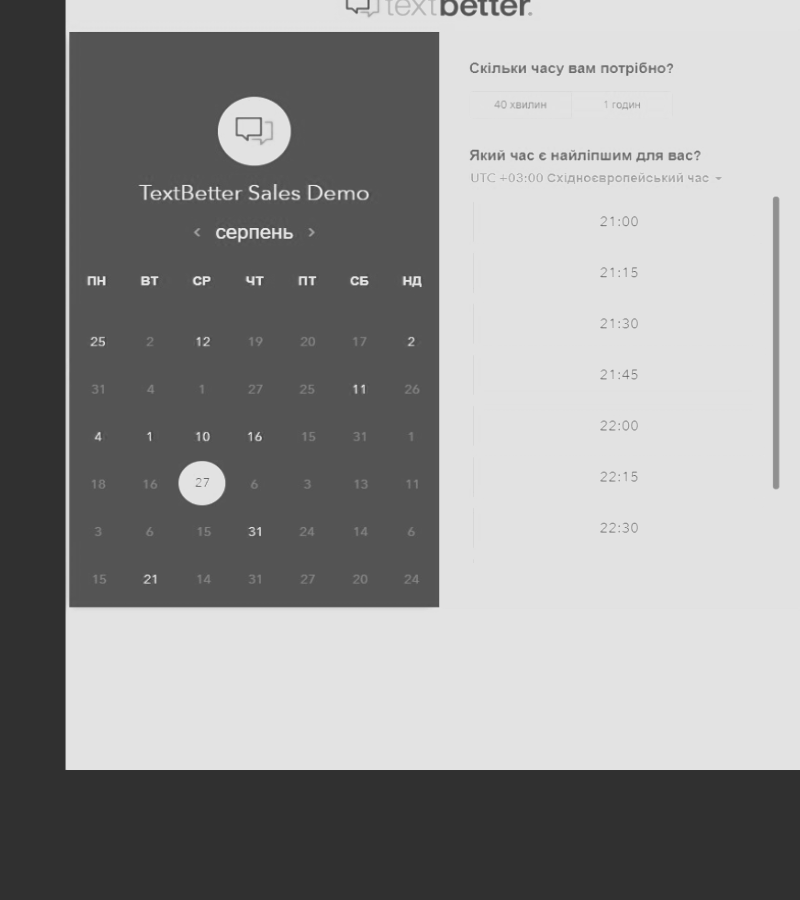 textbetter.
TextBetter Sales Demo
< серпень >
ПН ВТ СР ЧТ ПТ СБ НД
25 2 12 19 20 17 2
31 4 1 27 25 11 26
4 1 10 16 15 31 1
18 16 27 6 3 13 11
3 6 15 31 24 14 6
15 21 14 31 27 20 24
Скільки часу вам потрібно?
40 хвилин 1 годин
Який час є найліпшим для вас?
UTC +03:00 Східноєвропейський час
21:00
21:15
21:30
21:45
22:00
22:15
22:30